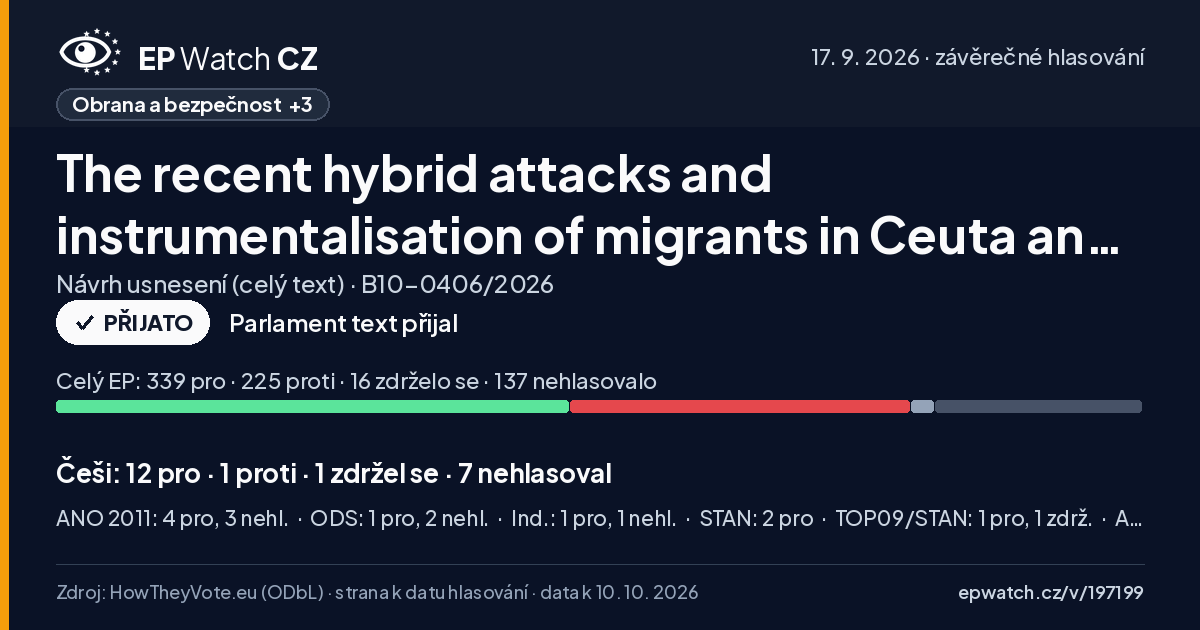 EP Watch CZ
17. 9. 2026 · závěrečné hlasování
Obrana a bezpečnost +3
The recent hybrid attacks and
instrumentalisation of migrants in Ceuta an…
Návrh usnesení (celý text) · B10-0406/2026
✓ PŘIJATO Parlament text přijal
Celý EP: 339 pro · 225 proti · 16 zdrželo se · 137 nehlasovalo
Češi: 12 pro · 1 proti · 1 zdržel se · 7 nehlasoval
ANO 2011: 4 pro, 3 nehl. · ODS: 1 pro, 2 nehl. · Ind.: 1 pro, 1 nehl. · STAN: 2 pro · TOP09/STAN: 1 pro, 1 zdrž. · A…
Zdroj: HowTheyVote.eu (ODbL) · strana k datu hlasování · data k 10. 10. 2026
epwatch.cz/v/197199